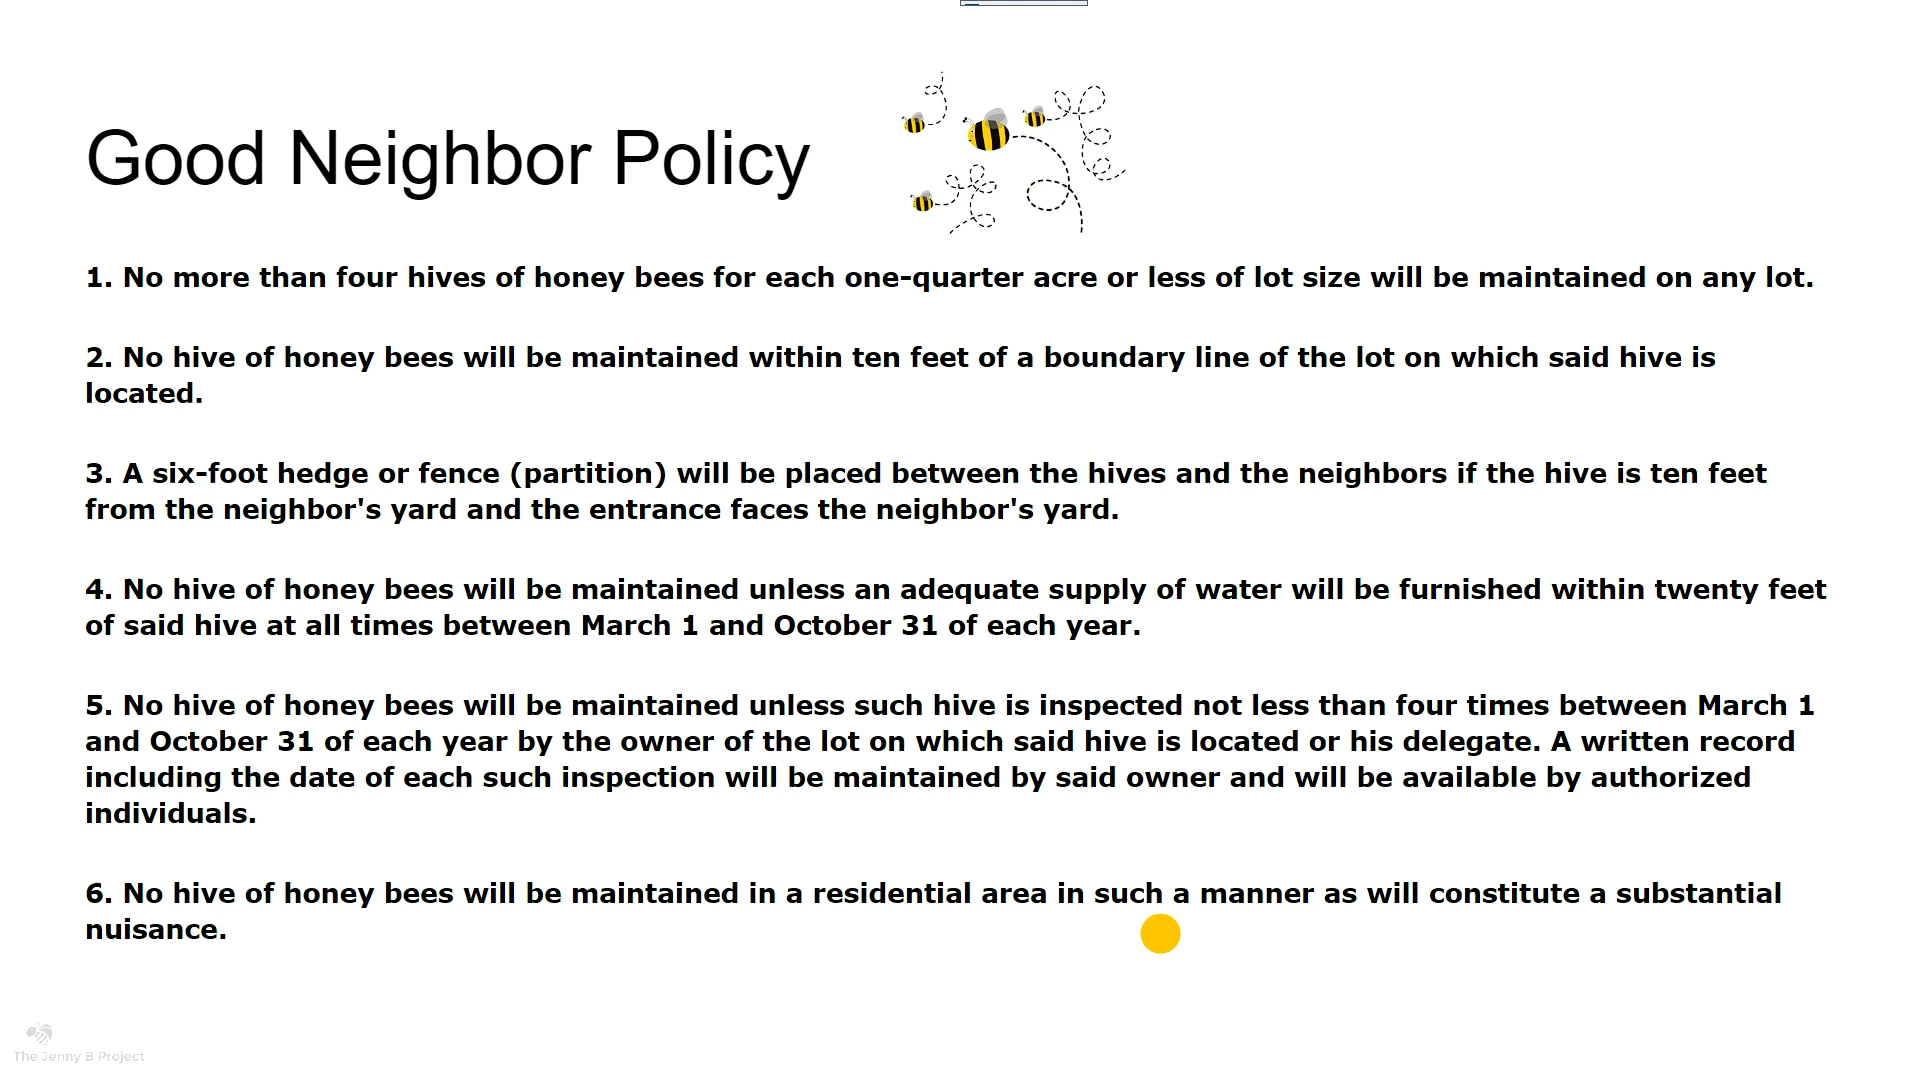 Good Neighbor Policy
1. No more than four hives of honey bees for each one-quarter acre or less of lot size will be maintained on any lot.
2. No hive of honey bees will be maintained within ten feet of a boundary line of the lot on which said hive is
located.
3. A six-foot hedge or fence (partition) will be placed between the hives and the neighbors if the hive is ten feet
from the neighbor's yard and the entrance faces the neighbor's yard.
4. No hive of honey bees will be maintained unless an adequate supply of water will be furnished within twenty feet
of said hive at all times between March 1 and October 31 of each year.
5. No hive of honey bees will be maintained unless such hive is inspected not less than four times between March 1
and October 31 of each year by the owner of the lot on which said hive is located or his delegate. A written record
including the date of each such inspection will be maintained by said owner and will be available by authorized
individuals.
6. No hive of honey bees will be maintained in a residential area in such a manner as will constitute a substantial
nuisance.
The Jenny B Project